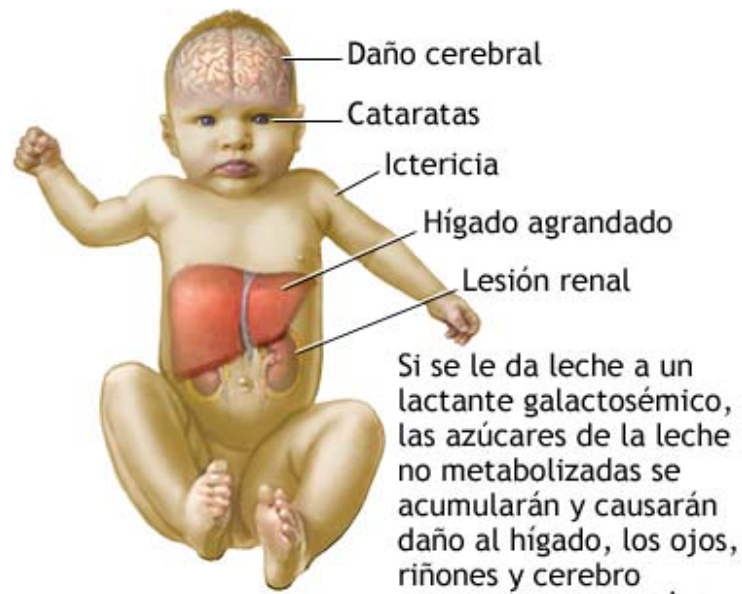 Daño cerebral
Cataratas
Ictericia
Hígado agrandado
Lesión renal
Si se le da leche a un
lactante galactosémico,
las azúcares de la leche
no metabolizadas se
acumularán y causarán
daño al hígado, los ojos,
riñones y cerebro